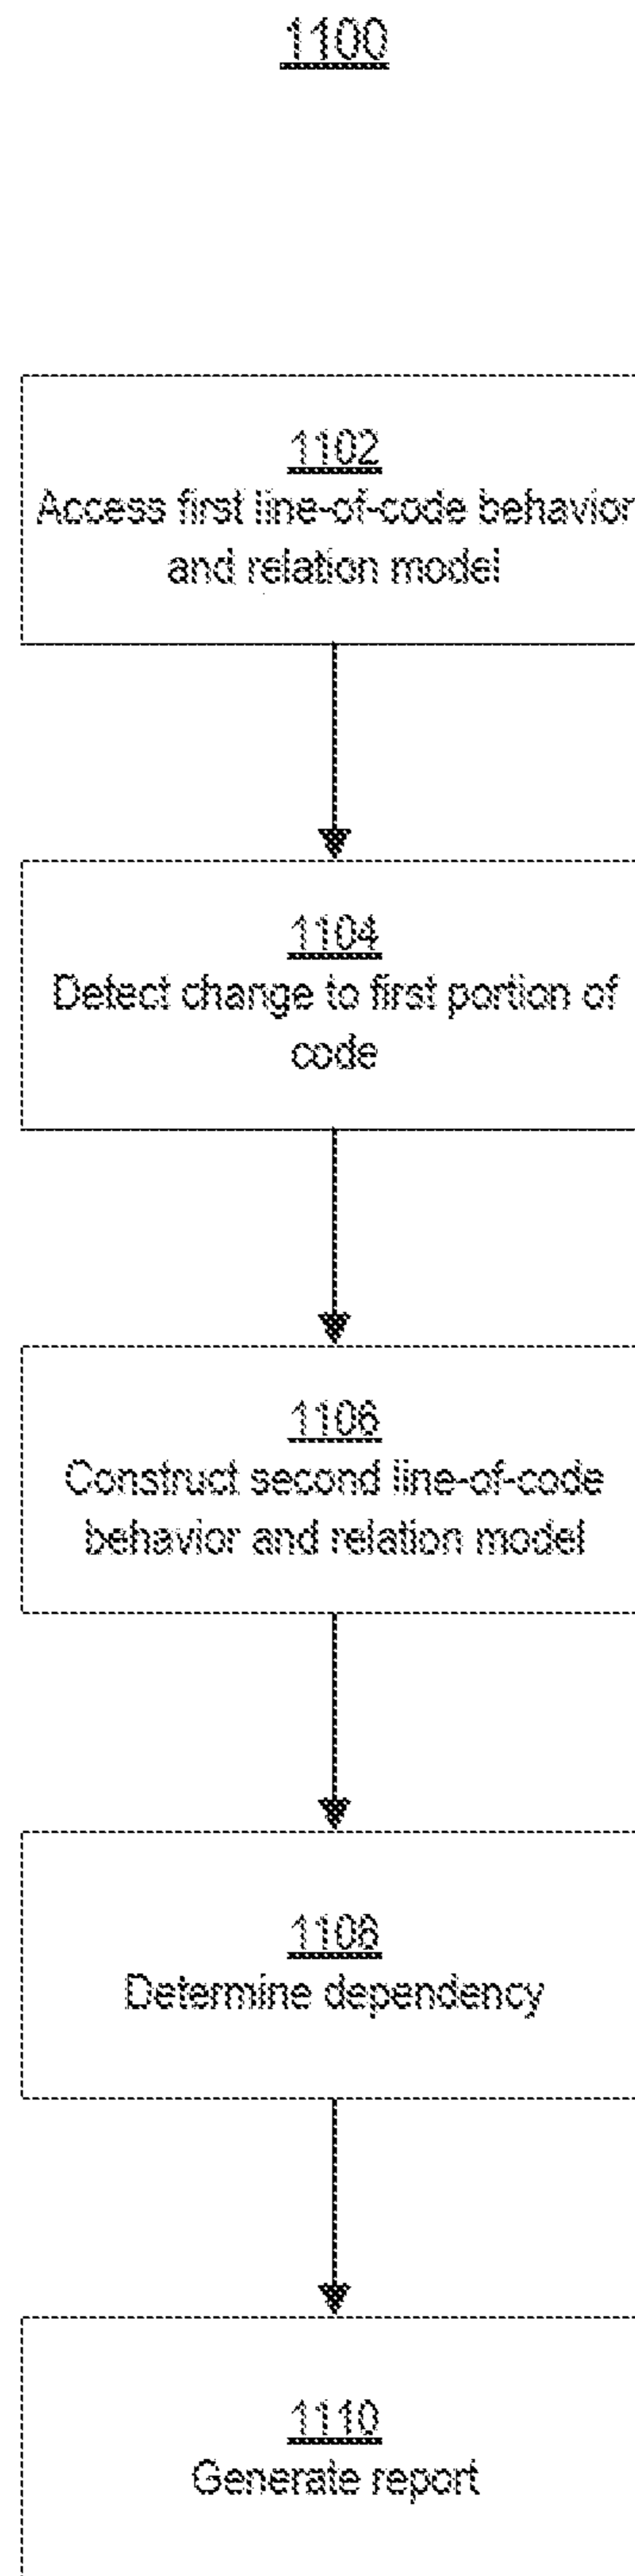 1100
1102
Access first line-of-code behavior
and relation model
1104
Detect change to first portion of
code
1106
Construct second line-of-code
behavior and relation model
1108
Determine dependency
1110
Generate report